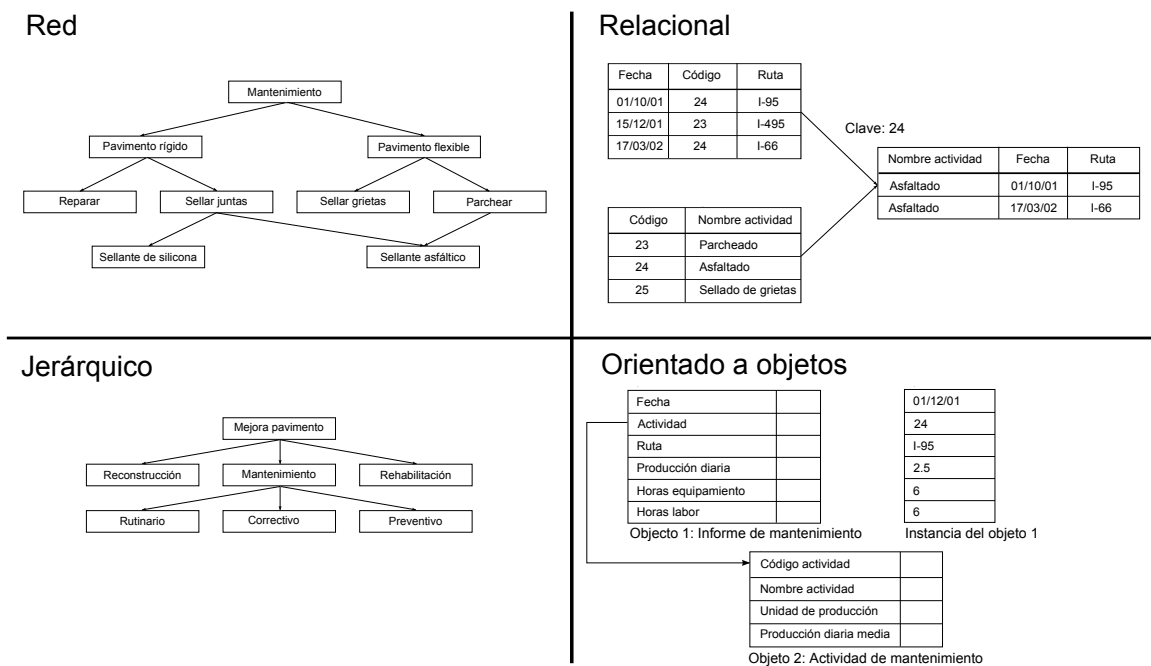 Red
Mantenimiento
Pavimento rígido
Pavimento flexible
Reparar
Sellar juntas
Sellar grietas
Parchear
Sellante de silicona
Sellante asfáltico
Relacional
Fecha Código Ruta
01/10/01 24 I-95
15/12/01 23 I-495
17/03/02 24 I-66
Clave: 24
Nombre actividad Fecha Ruta
Asfaltado 01/10/01 I-95
Asfaltado 17/03/02 I-66
Código Nombre actividad
23 Parcheado
24 Asfaltado
25 Sellado de grietas
Jerárquico
Mejora pavimento
Reconstrucción
Mantenimiento
Rehabilitación
Rutinario
Correctivo
Preventivo
Orientado a objetos
Fecha
Actividad
Ruta
Producción diaria
Horas equipamiento
Horas labor
Objecto 1: Informe de mantenimiento
01/12/01
24
I-95
2.5
6
6
Instancia del objeto 1
Código actividad
Nombre actividad
Unidad de producción
Producción diaria media
Objeto 2: Actividad de mantenimiento